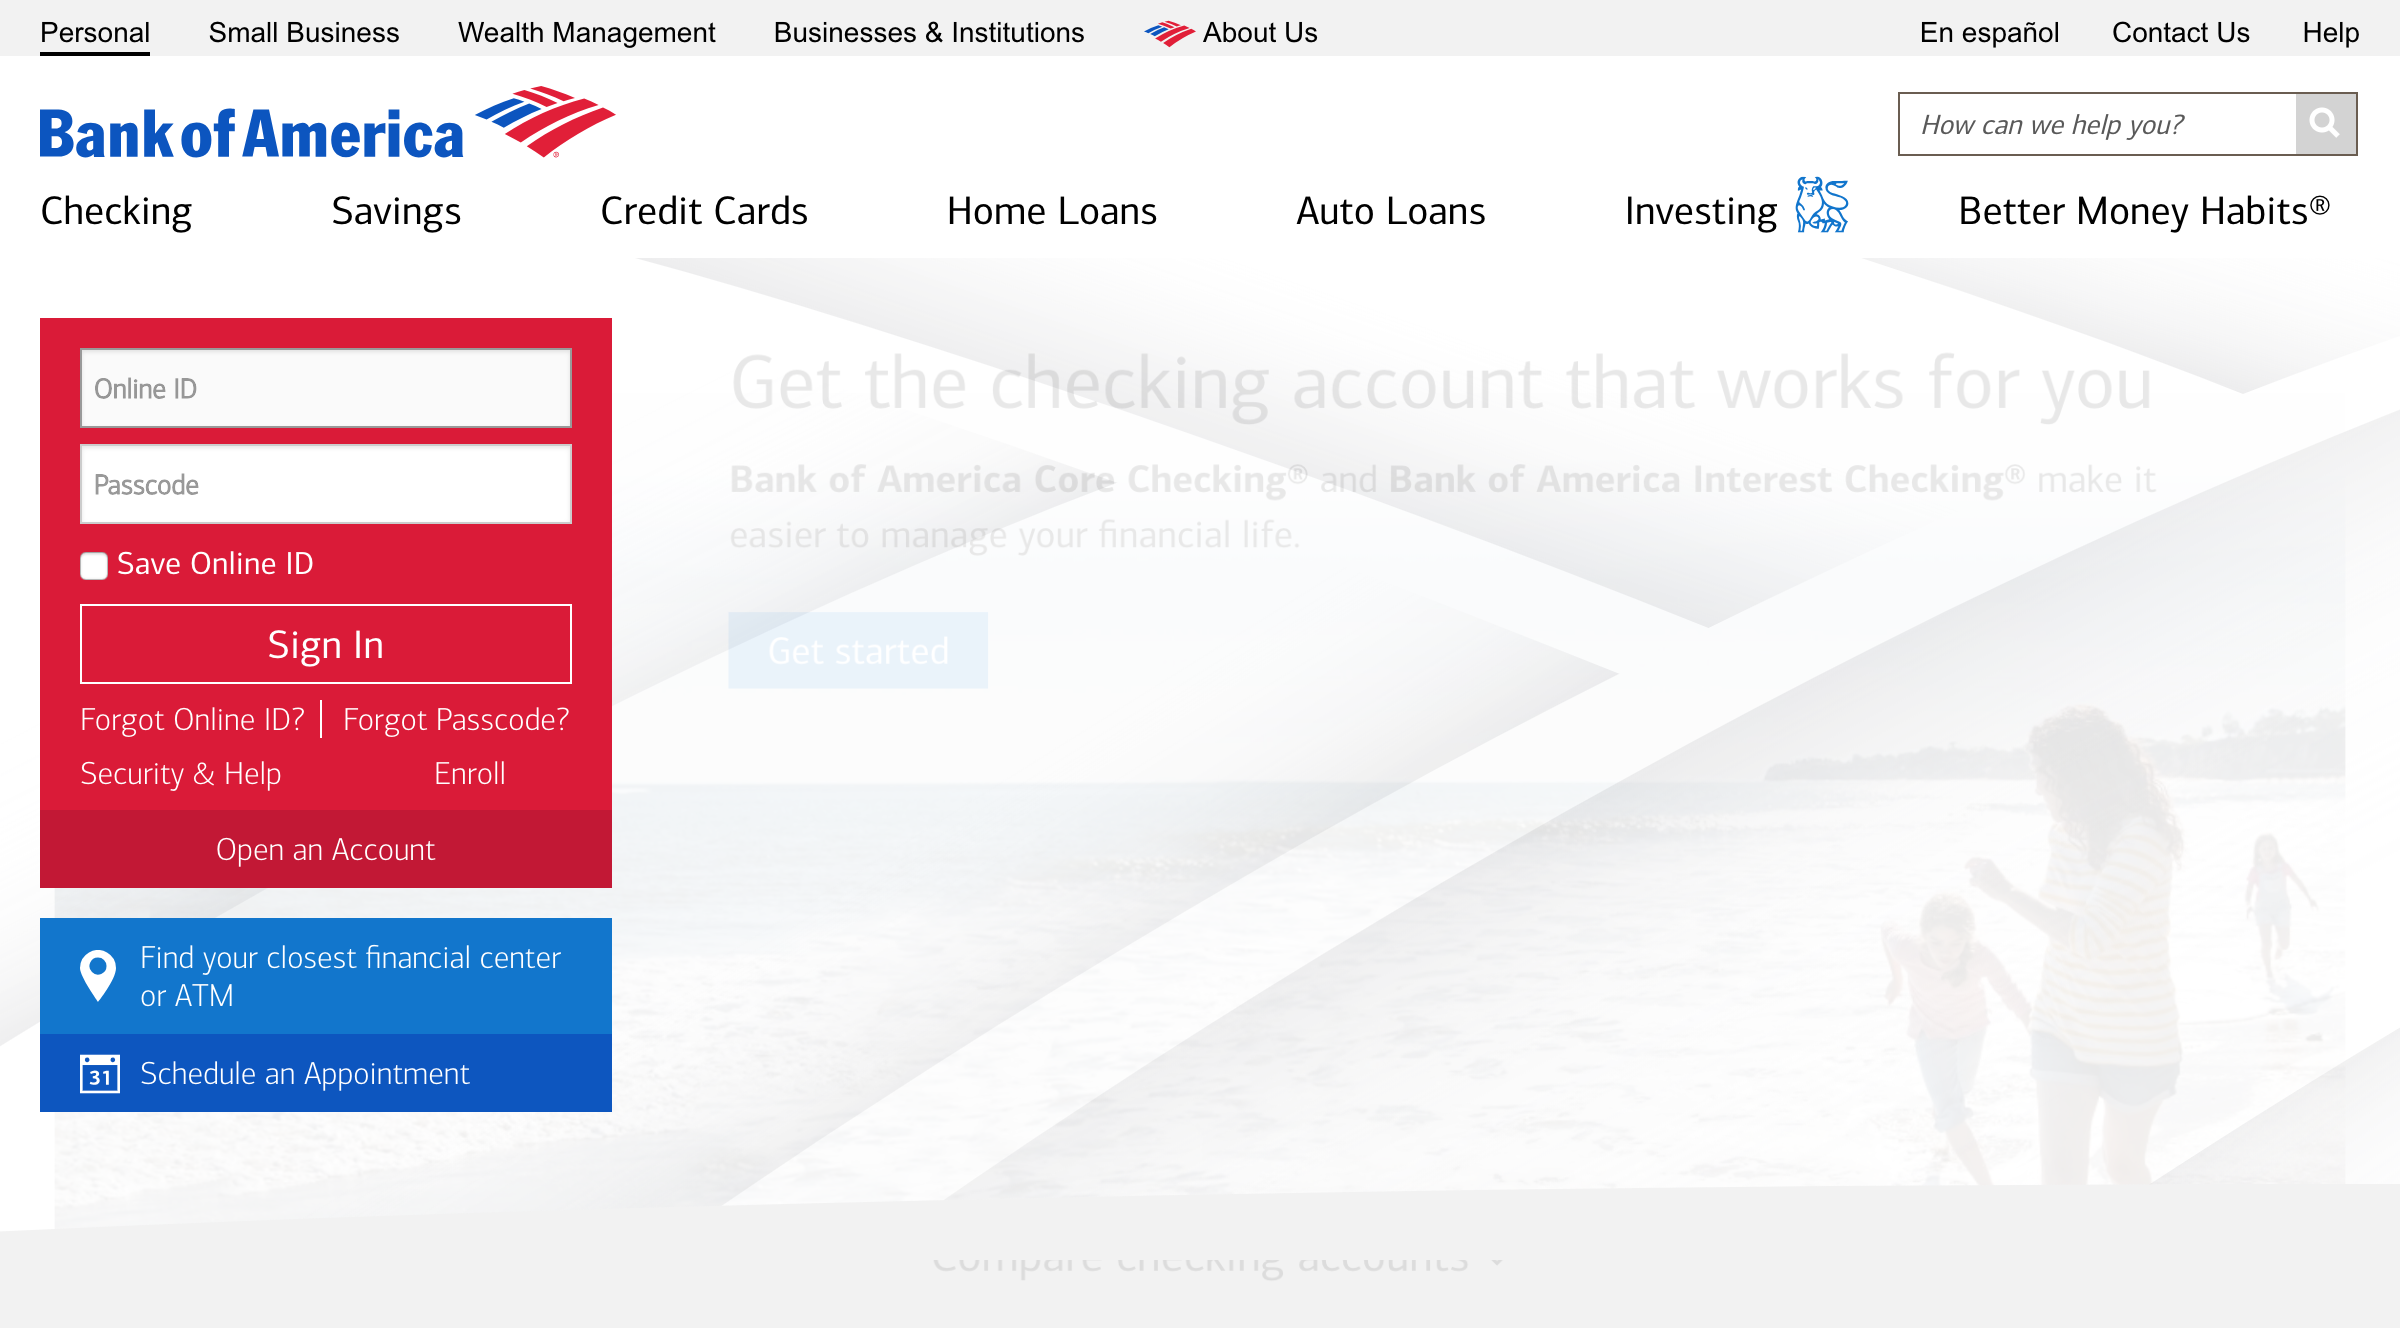 Personal Small Business Wealth Management Businesses & Institutions About Us En español Contact Us Help
Bank of America
How can we help you?
Checking Savings Credit Cards Home Loans Auto Loans Investing Better Money Habits®
Online ID
Passcode
Save Online ID
Sign In
Forgot Online ID? Forgot Passcode?
Security & Help Enroll
Open an Account
Find your closest financial center
or ATM
31 Schedule an Appointment
Get the checking account that works for you
Bank of America Core Checking® and Bank of America Interest Checking® make it
easier to manage your financial life.
Get started
Compare checking accounts